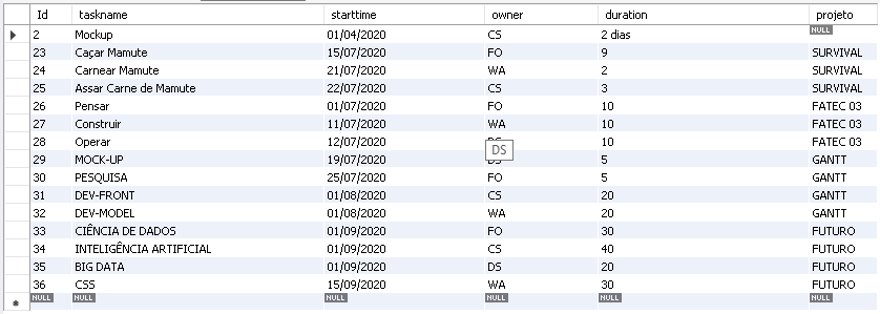 Id taskname starttime owner duration projeto
2 Mockup 01/04/2020 CS 2 dias NULL
23 Caçar Mamute 15/07/2020 FO 9 SURVIVAL
24 Carnear Mamute 21/07/2020 WA 2 SURVIVAL
25 Assar Carne de Mamute 22/07/2020 CS 3 SURVIVAL
26 Pensar 01/07/2020 FO 10 FATEC 03
27 Construir 11/07/2020 WA 10 FATEC 03
28 Operar 12/07/2020 DS 10 FATEC 03
29 MOCK-UP 19/07/2020 DS 5 GANTT
30 PESQUISA 25/07/2020 FO 5 GANTT
31 DEV-FRONT 01/08/2020 CS 20 GANTT
32 DEV-MODEL 01/08/2020 WA 20 GANTT
33 CIÊNCIA DE DADOS 01/09/2020 FO 30 FUTURO
34 INTELIGÊNCIA ARTIFICIAL 01/09/2020 CS 40 FUTURO
35 BIG DATA 01/09/2020 DS 20 FUTURO
36 CSS 15/09/2020 WA 30 FUTURO
NULL NULL NULL NULL NULL NULL